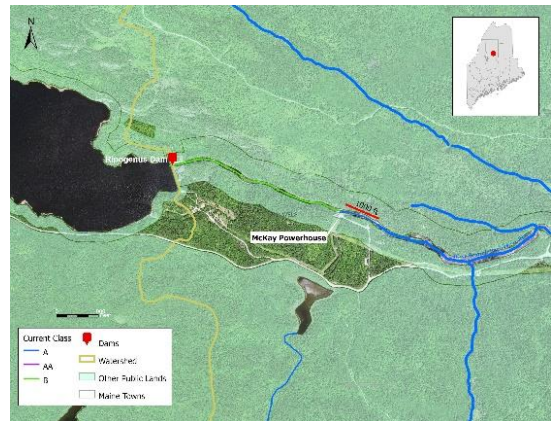 N
Ripogenus Dam
1000 ft
McKay Powerhouse
Current Class
A
AA
B
Dams
Watershed
Other Public Lands
Maine Towns